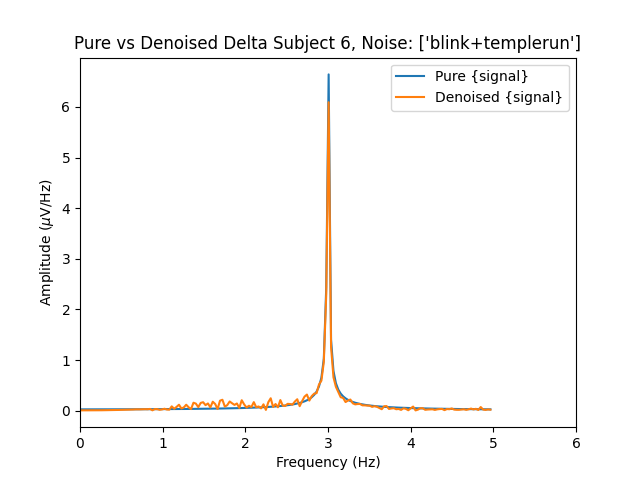 Pure vs Denoised Delta Subject 6, Noise: ['blink+templerun']
Pure {signal}
Denoised {signal}
Amplitude (μV/Hz)
6
5
4
3
2
1
0
0 1 2 3 4 5 6
Frequency (Hz)